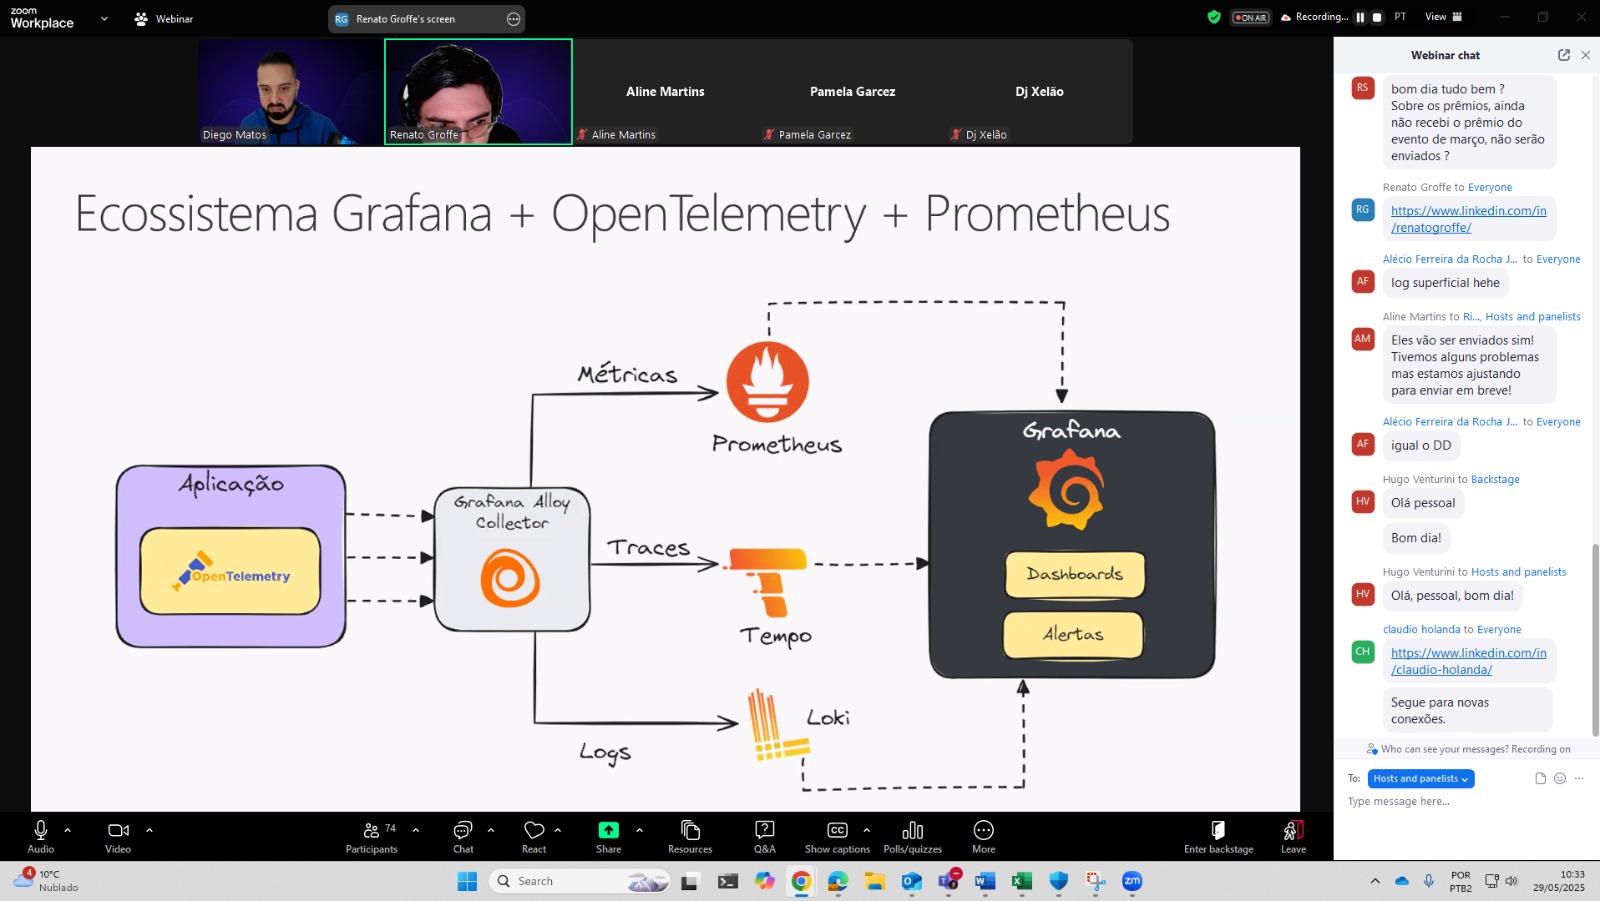 zoom
Workplace
Webinar
RG Renato Groffe's screen
ON AIR
Recording...
PT
View
Diego Matos
Renato Groffe
Aline Martins
Aline Martins
Pamela Garcez
Pamela Garcez
Dj Xelão
Dj Xelão
Ecossistema Grafana + OpenTelemetry + Prometheus
Aplicação
OpenTelemetry
Grafana Alloy
Collector
Métricas
Prometheus
Traces
Tempo
Logs
Loki
Grafana
Dashboards
Alertas
Webinar chat
RS
bom dia tudo bem ?
Sobre os prêmios, ainda
não recebi o prêmio do
evento de março, não serão
enviados ?
Renato Groffe to Everyone
RG
https://www.linkedin.com/in
/renatogroffe/
Alécio Ferreira da Rocha J... to Everyone
AF
log superficial hehe
Aline Martins to Ri..., Hosts and panelists
AM
Eles vão ser enviados sim!
Tivemos alguns problemas
mas estamos ajustando
para enviar em breve!
Alécio Ferreira da Rocha J... to Everyone
AF
igual o DD
Hugo Venturini to Backstage
HV
Olá pessoal
Bom dia!
Hugo Venturini to Hosts and panelists
HV
Olá, pessoal, bom dia!
claudio holanda to Everyone
CH
https://www.linkedin.com/in
/claudio-holanda/
Segue para novas
conexões.
Who can see your messages? Recording on
To: Hosts and panelists
Type message here...
Audio
Video
Participants
74
Chat
React
Share
Resources
Q&A
CC
Show captions
Polls/quizzes
More
Enter backstage
Leave
4
10°C
Nublado
Search
zm
POR
PTB2
10:33
29/05/2025